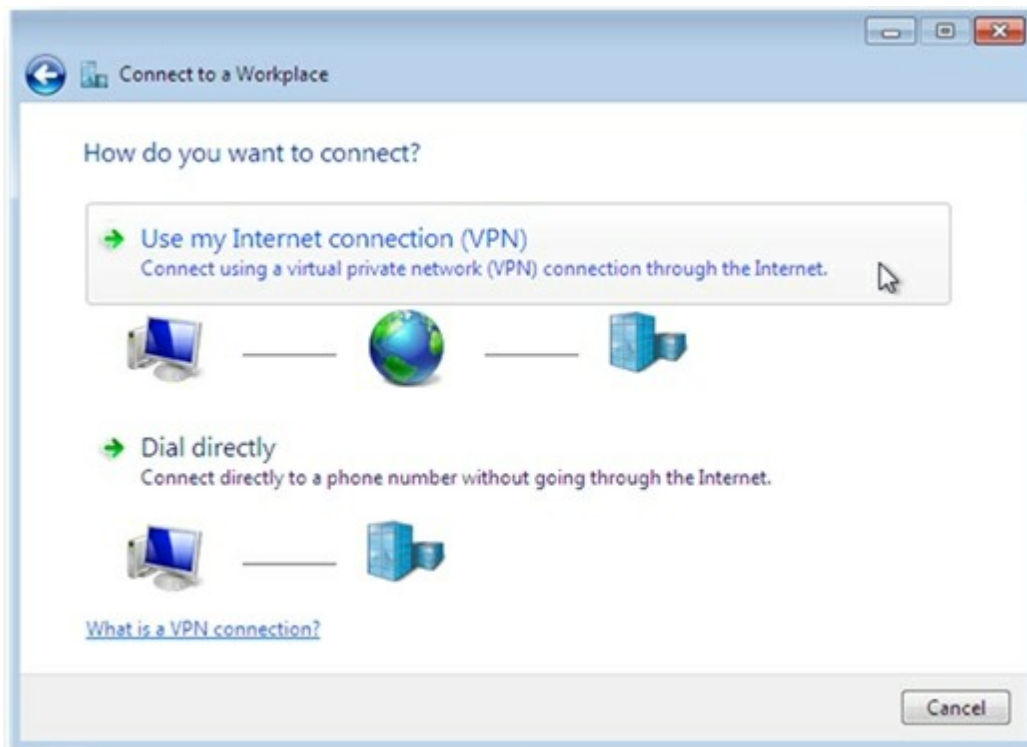 Connect to a Workplace
How do you want to connect?
Use my Internet connection (VPN)
Connect using a virtual private network (VPN) connection through the Internet.
Dial directly
Connect directly to a phone number without going through the Internet.
What is a VPN connection?
Cancel